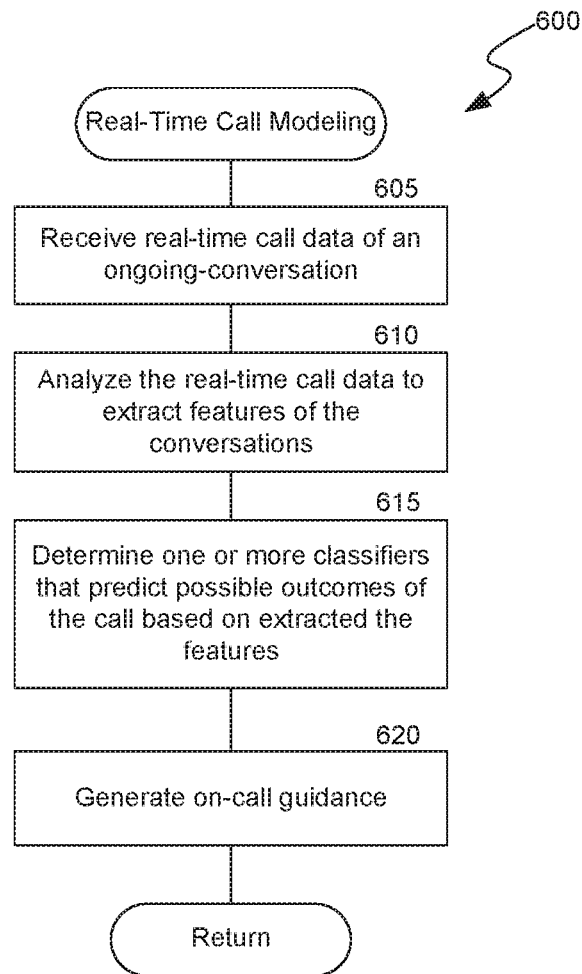 600
Real-Time Call Modeling
605
Receive real-time call data of an
ongoing-conversation
610
Analyze the real-time call data to
extract features of the
conversations
615
Determine one or more classifiers
that predict possible outcomes of
the call based on extracted the
features
620
Generate on-call guidance
Return